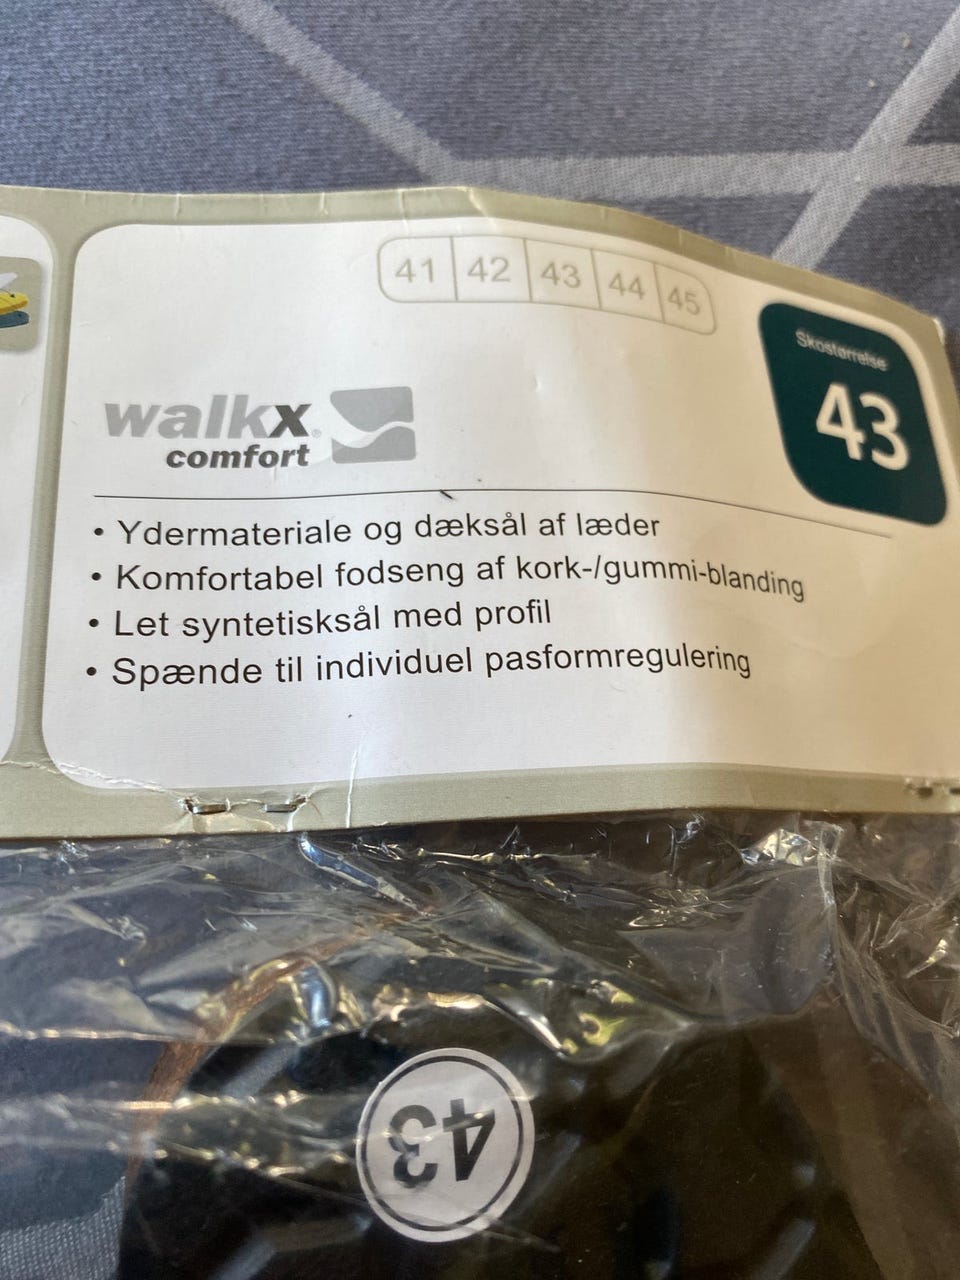 41 42 43 44 45
Skostørrelse
43
walkx®
comfort
• Ydermateriale og dæksål af læder
• Komfortabel fodseng af kork-/gummi-blanding
• Let syntetisksål med profil
• Spænde til individuel pasformregulering
43